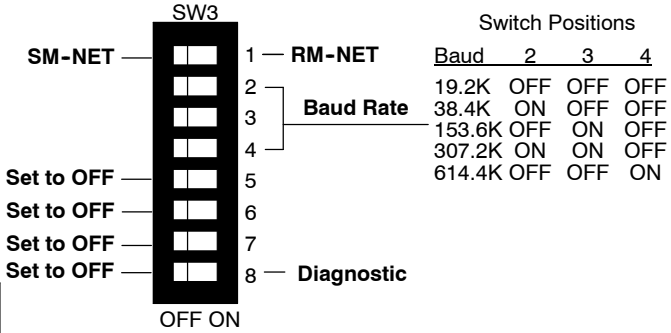 SW3
SM-NET
1 RM-NET
2
3
4
Baud Rate
Set to OFF 5
Set to OFF 6
Set to OFF 7
Set to OFF 8 Diagnostic
OFF ON
Switch Positions
Baud 2 3 4
19.2K OFF OFF OFF
38.4K ON OFF OFF
153.6K OFF ON OFF
307.2K ON ON OFF
614.4K OFF OFF ON